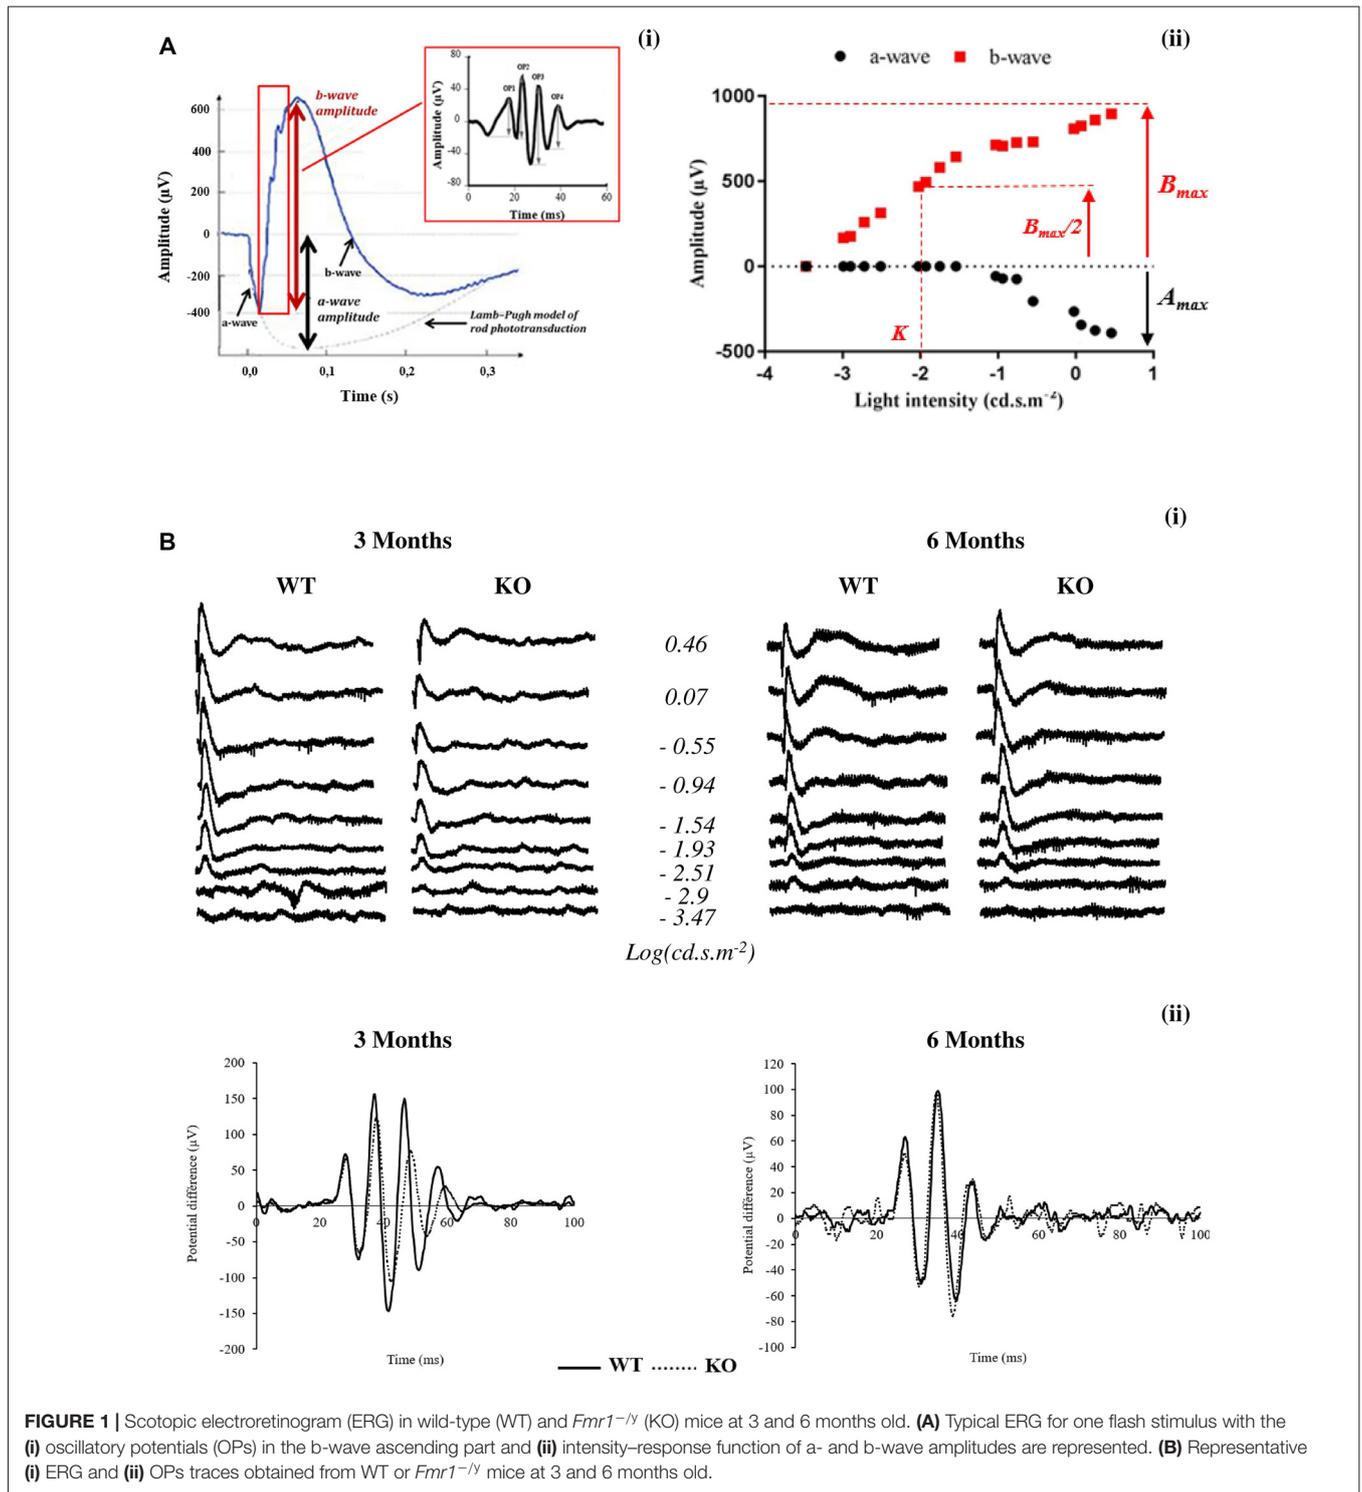 A
(i)
(ii)
b-wave
amplitude
600
400
200
0
-200
-400
Amplitude (µV)
a-wave
b-wave
a-wave
amplitude
Lamb–Pugh model of
rod phototransduction
0,0
0,1
0,2
0,3
Time (s)
80
40
0
-40
-80
Amplitude (µV)
OP1
OP2
OP3
OP4
0
20
40
60
Time (ms)
a-wave
b-wave
1000
500
0
-500
Amplitude (µV)
Bmax
Bmax/2
Amax
K
-4
-3
-2
-1
0
1
Light intensity (cd.s.m-2)
B
(i)
3 Months
6 Months
WT
KO
WT
KO
0.46
0.07
- 0.55
- 0.94
- 1.54
- 1.93
- 2.51
- 2.9
- 3.47
Log(cd.s.m-2)
(ii)
3 Months
6 Months
200
150
100
50
0
-50
-100
-150
-200
Potential différence (µV)
0
20
40
60
80
100
Time (ms)
120
100
80
60
40
20
0
-20
-40
-60
-80
-100
Potential différence (µV)
0
20
40
60
80
100
Time (ms)
WT
KO
FIGURE 1 | Scotopic electroretinogram (ERG) in wild-type (WT) and Fmr1−/y (KO) mice at 3 and 6 months old. (A) Typical ERG for one flash stimulus with the
(i) oscillatory potentials (OPs) in the b-wave ascending part and (ii) intensity–response function of a- and b-wave amplitudes are represented. (B) Representative
(i) ERG and (ii) OPs traces obtained from WT or Fmr1−/y mice at 3 and 6 months old.